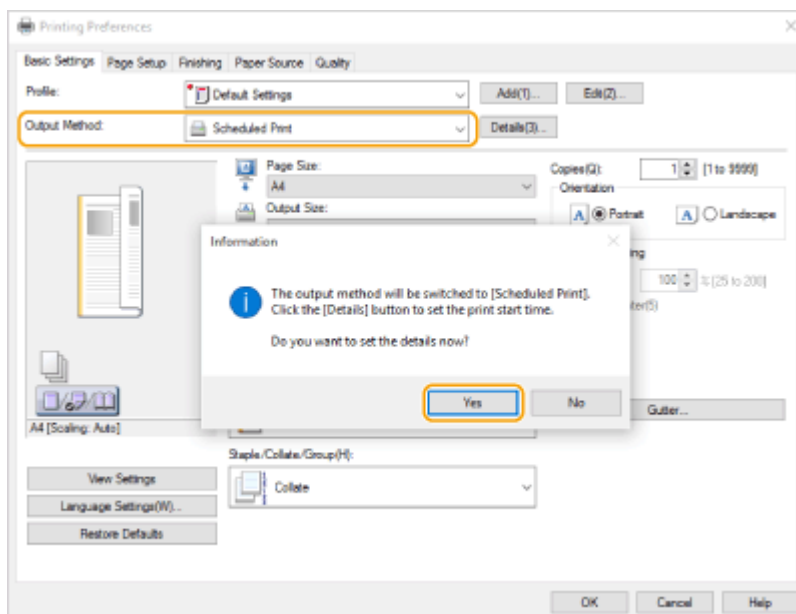 Printing Preferences
Basic Settings Page Setup Finishing Paper Source Quality
Profile: Default Settings Add(1)... Edit(2)...
Output Method: Scheduled Print Details(3)...
Page Size:
A4
Output Size:
Copies(Q): 1 [1 to 9999]
Orientation
A Portrait A Landscape
ng
100 % [25 to 200]
ter(5)
Information
The output method will be switched to [Scheduled Print].
Click the [Details] button to set the print start time.
Do you want to set the details now?
Yes No
Gutter...
A4 [Scaling: Auto]
Staple/Collate/Group(H):
Collate
View Settings
Language Settings(W)...
Restore Defaults
OK Cancel Help